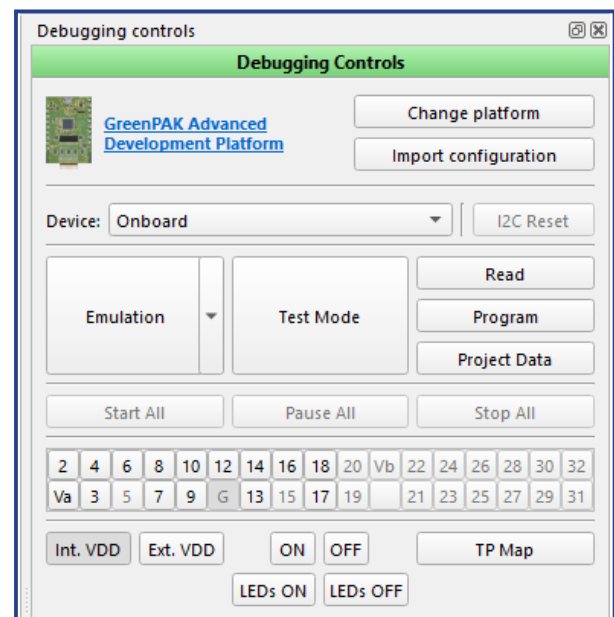 Debugging controls
Debugging Controls
GreenPAK Advanced
Development Platform
Change platform
Import configuration
Device: Onboard I2C Reset
Emulation Test Mode
Read
Program
Project Data
Start All Pause All Stop All
2 4 6 8 10 12 14 16 18 20 Vb 22 24 26 28 30 32
Va 3 5 7 9 G 13 15 17 19 21 23 25 27 29 31
Int. VDD Ext. VDD ON OFF TP Map
LEDs ON LEDs OFF